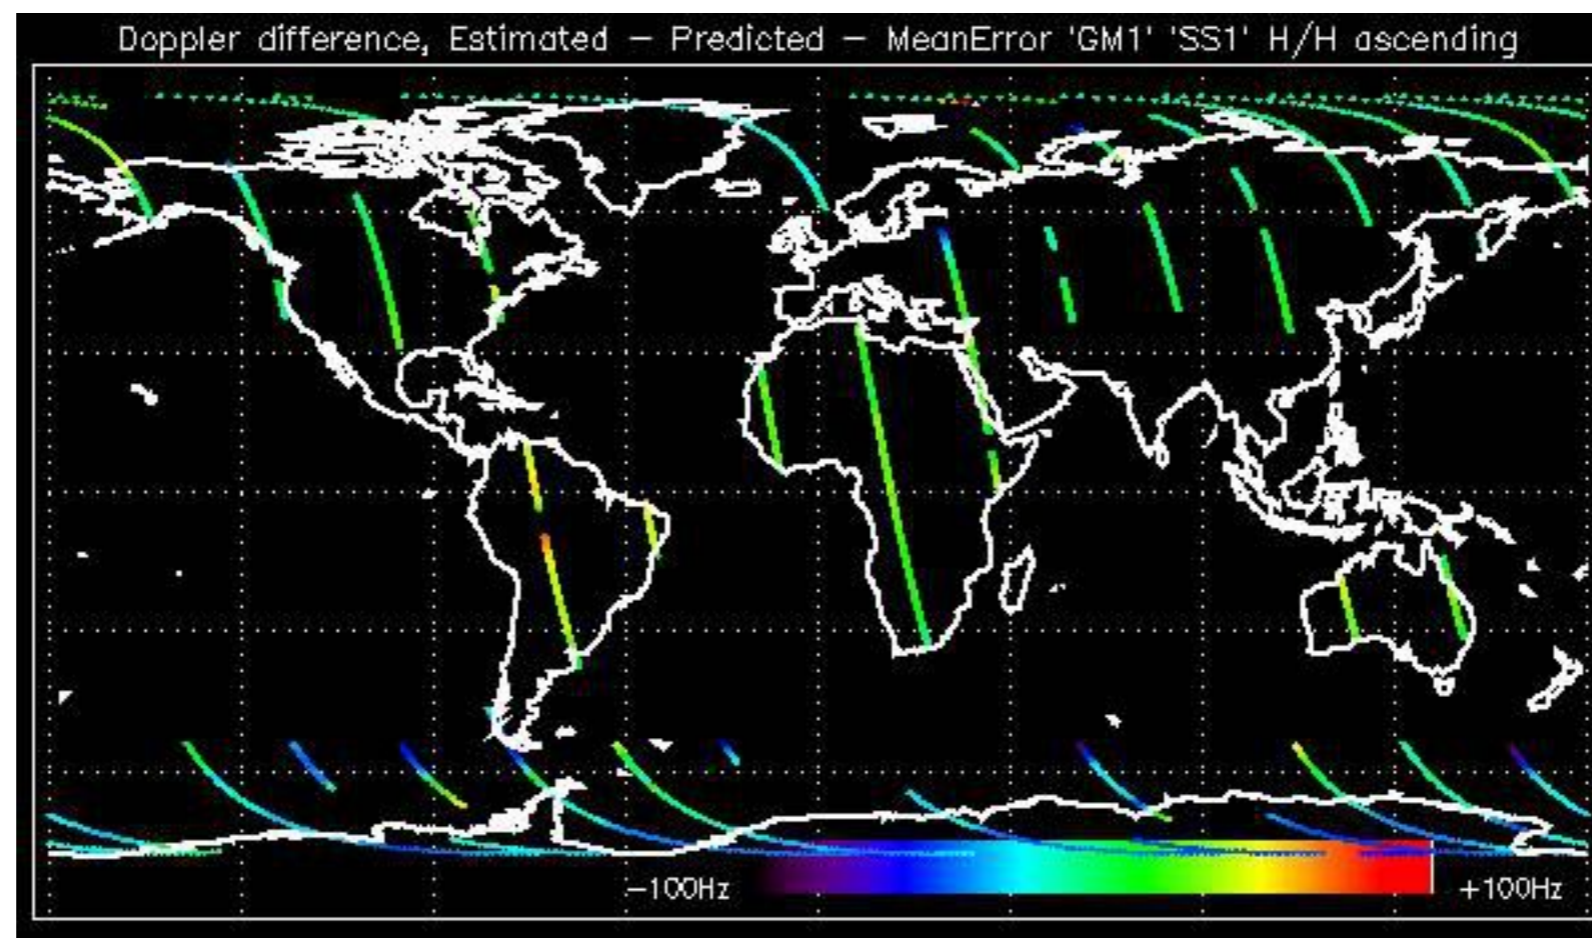 Doppler difference, Estimated – Predicted – MeanError 'GM1' 'SS1' H/H ascending
–100Hz +100Hz